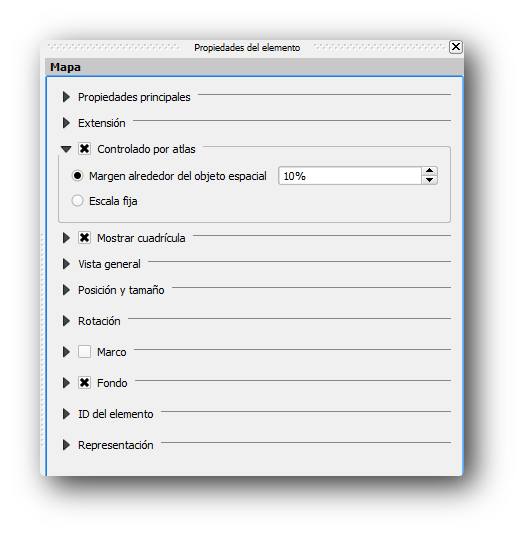 Propiedades del elemento
Mapa
Propiedades principales
Extensión
Controlado por atlas
Margen alrededor del objeto espacial 10%
Escala fija
Mostrar cuadrícula
Vista general
Posición y tamaño
Rotación
Marco
Fondo
ID del elemento
Representación